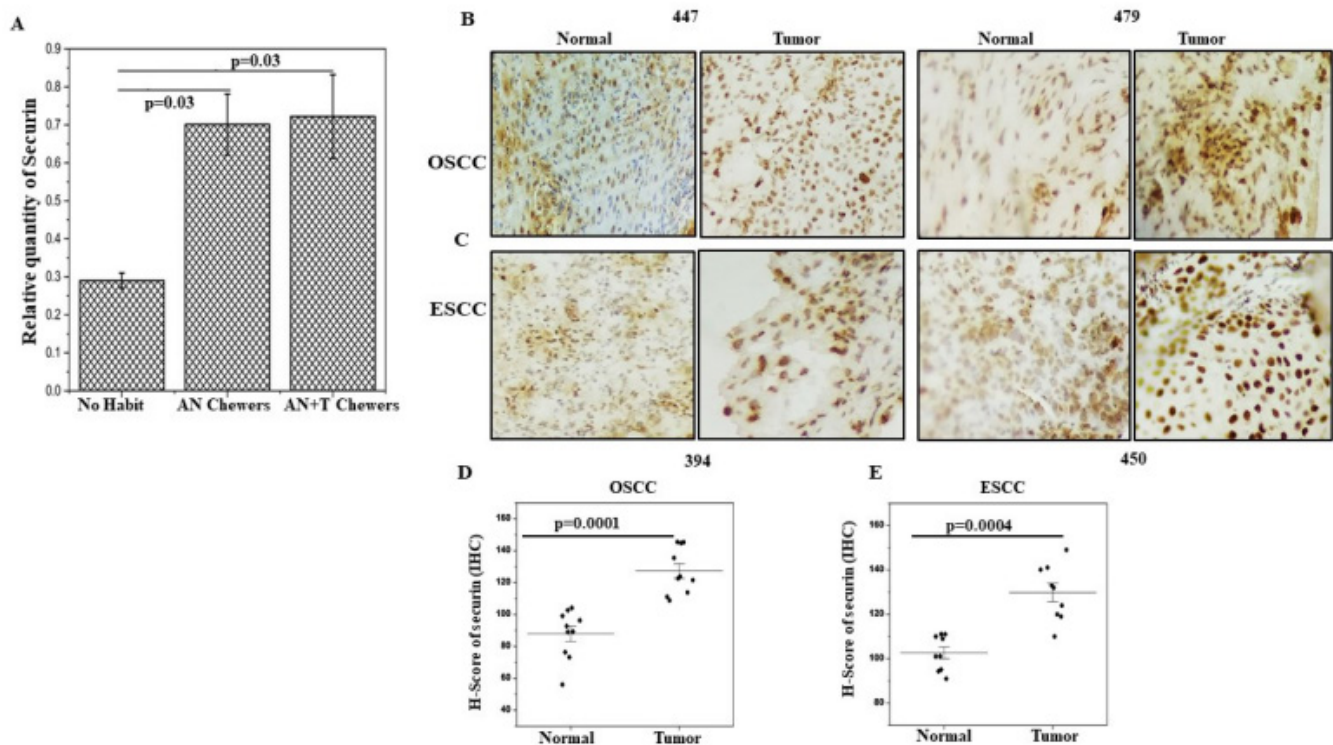 A
Relative quantity of Securin
0.9
0.8
0.7
0.6
0.5
0.4
0.3
0.2
0.1
0.0
p=0.03
p=0.03
No Habit
AN Chewers
AN+T Chewers
B
447
479
Normal
Tumor
Normal
Tumor
OSCC
C
ESCC
394
450
D
OSCC
H-Score of securin (IHC)
160
140
120
100
80
60
40
p=0.0001
Normal
Tumor
E
ESCC
H-Score of securin (IHC)
160
140
120
100
80
p=0.0004
Normal
Tumor